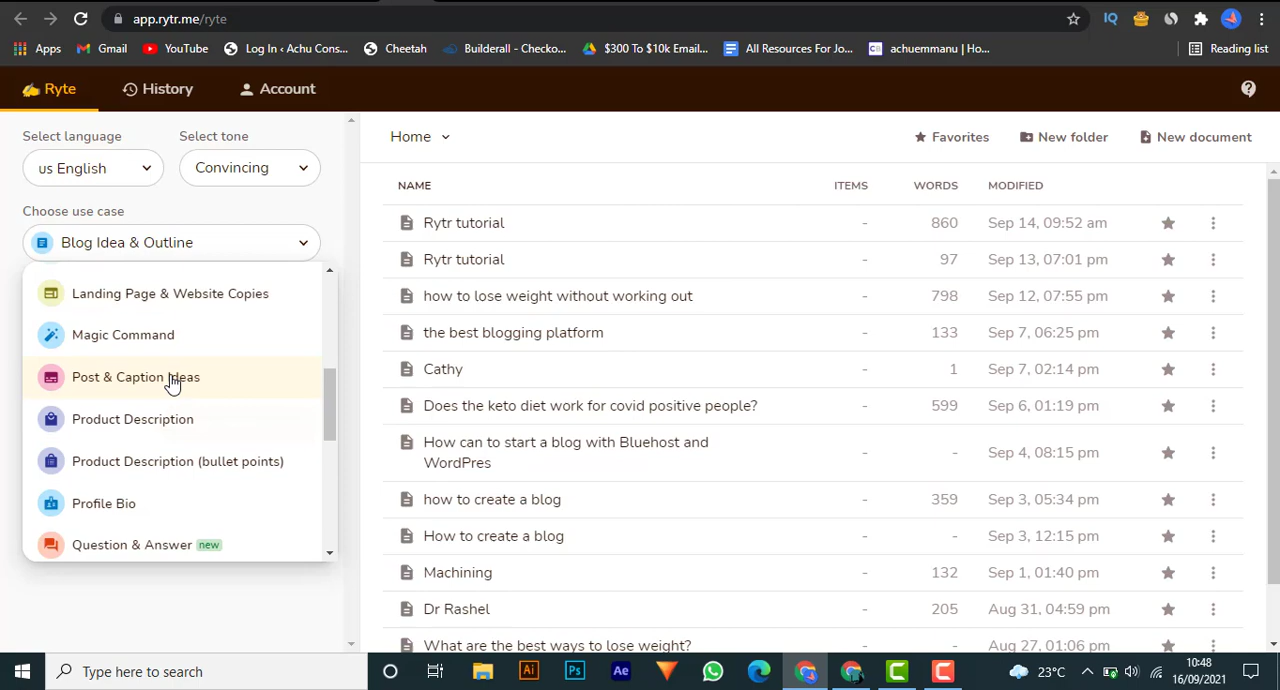 app.rytr.me/ryte
Apps
Gmail
YouTube
Log In ‹ Achu Cons...
Cheetah
Builderall - Checko...
$300 To $10k Email...
All Resources For Jo...
achuemmanu | Ho...
Reading list
Ryte
History
Account
Select language
Select tone
us English
Convincing
Choose use case
Blog Idea & Outline
Landing Page & Website Copies
Magic Command
Post & Caption Ideas
Product Description
Product Description (bullet points)
Profile Bio
Question & Answer new
Home
Favorites
New folder
New document
NAME ITEMS WORDS MODIFIED
Rytr tutorial - 860 Sep 14, 09:52 am
Rytr tutorial - 97 Sep 13, 07:01 pm
how to lose weight without working out - 798 Sep 12, 07:55 pm
the best blogging platform - 133 Sep 7, 06:25 pm
Cathy - 1 Sep 7, 02:14 pm
Does the keto diet work for covid positive people? - 599 Sep 6, 01:19 pm
How can to start a blog with Bluehost and
WordPres - - Sep 4, 08:15 pm
how to create a blog - 359 Sep 3, 05:34 pm
How to create a blog - - Sep 3, 12:15 pm
Machining - 132 Sep 1, 01:40 pm
Dr Rashel - 205 Aug 31, 04:59 pm
What are the best ways to lose weight? - - Aug 27, 01:06 pm
Type here to search
23°C
10:48
16/09/2021